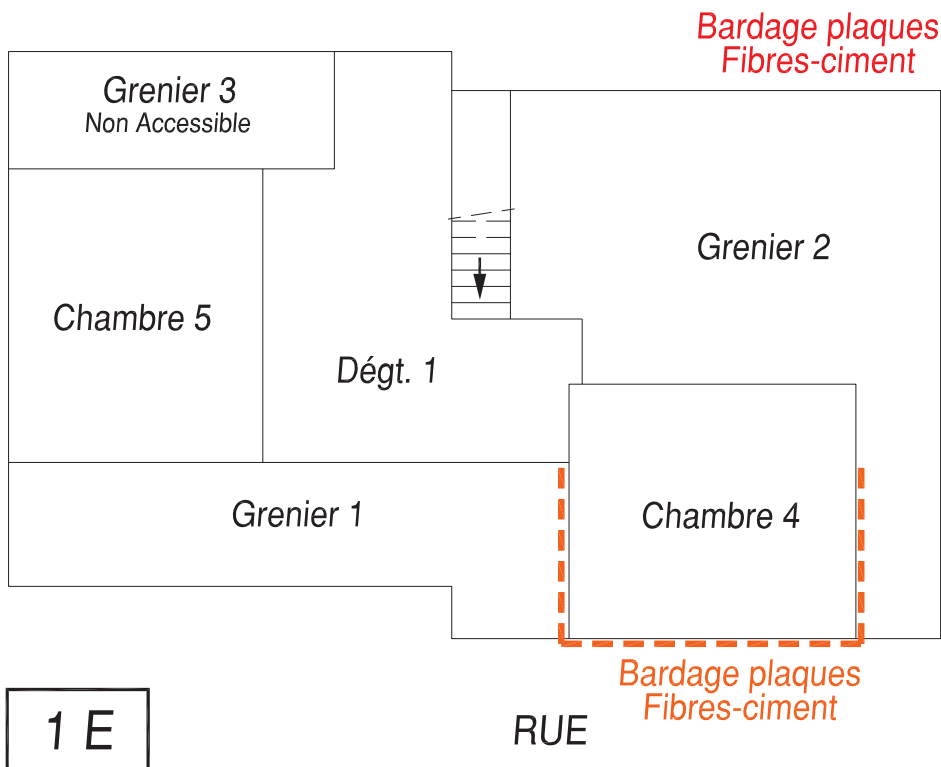 Bardage plaques
Fibres-ciment
Grenier 3
Non Accessible
Grenier 2
Chambre 5
Dégt. 1
Grenier 1
Chambre 4
Bardage plaques
Fibres-ciment
1 E
RUE